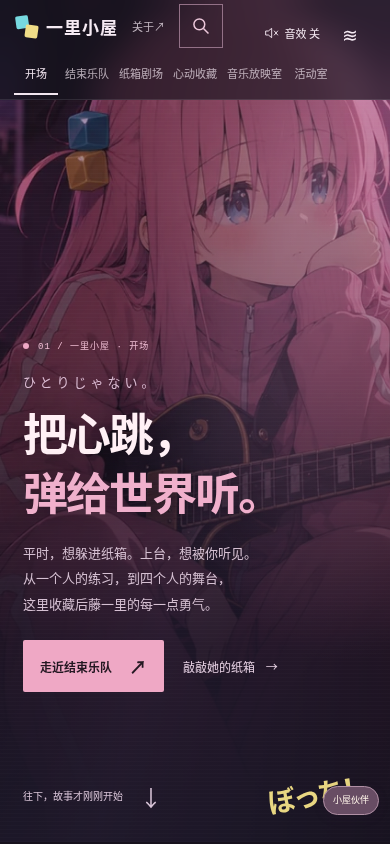 一里小屋
关于↗
音效 关
开场 结束乐队 纸箱剧场 心动收藏 音乐放映室 活动室
01 / 一里小屋 · 开场
ひとりじゃない。
把心跳，
弹给世界听。
平时，想躲进纸箱。上台，想被你听见。
从一个人的练习，到四个人的舞台，
这里收藏后藤一里的每一点勇气。
走近结束乐队 ↗
敲敲她的纸箱 →
往下，故事才刚刚开始 ↓
小屋伙伴